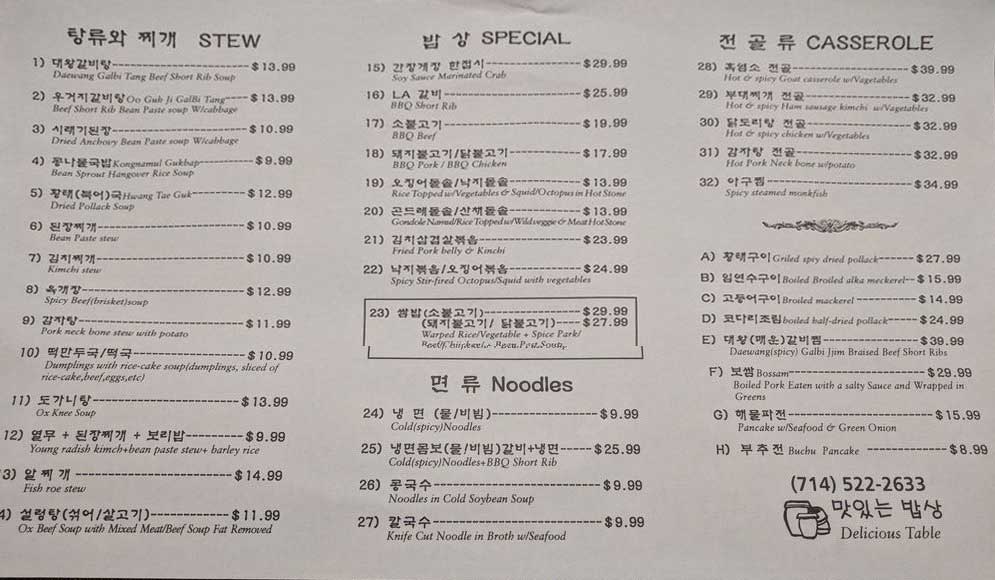 탕류와 찌개 STEW
1) 대왕갈비탕 $13.99
Daewang Galbi Tang Beef Short Rib Soup
2) 우거지갈비탕 Oo Guh Ji GalBi Tang $13.99
Beef Short Rib Bean Paste soup W/cabbage
3) 시래기된장 $10.99
Dried Anchovy Bean Paste soup W/cabbage
4) 콩나물국밥 Kongnamul Gukbap $9.99
Bean Sprout Hangover Rice Soup
5) 황태(북어)국 Hwang Tae Guk $12.99
Dried Pollack Soup
6) 된장찌개 $10.99
Bean Paste stew
7) 김치찌개 $10.99
Kimchi stew
8) 육개장 $12.99
Spicy Beef(brisket)soup
9) 감자탕 $11.99
Pork neck bone stew with potato
10) 떡만두국/떡국 $10.99
Dumplings with rice-cake soup(dumplings, sliced of
rice-cake,beef,eggs,etc)
11) 도가니탕 $13.99
Ox Knee Soup
12) 열무 + 된장찌개 + 보리밥 $9.99
Young radish kimch+bean paste stew+ barley rice
3) 알찌개 $14.99
Fish roe stew
4) 설렁탕(섞어/살고기) $11.99
Ox Beef Soup with Mixed Meat/Beef Soup Fat Removed
밥 상 SPECIAL
15) 간장게장 한접시 $29.99
Soy Sauce Marinated Crab
16) LA 갈비 $25.99
BBQ Short Rib
17) 소불고기 $19.99
BBQ Beef
18) 돼지불고기/닭불고기 $17.99
BBQ Pork / BBQ Chicken
19) 오징어돌솥/낙지돌솥 $13.99
Rice Topped w/Vegetables & Squid/Octopus in Hot Stone
20) 곤드레돌솥/산채돌솥 $13.99
Gondole Namul/Rice Topped w/Wildsveggie & Meat Hot Stone
21) 김치삼겹살볶음 $23.99
Fried Pork belly & Kinchi
22) 낙지볶음/오징어볶음 $24.99
Spicy Stir-fired Octopus/Squid with vegetables
23) 쌈밥(소불고기) $29.99
(돼지불고기/ 닭불고기) $27.99
Warped Rice/Vegetable + Spice Park/
면 류 Noodles
24) 냉 면 (물/비빔) $9.99
Cold(spicy)Noodles
25) 냉면콤보(물/비빔)갈비+냉면 $25.99
Cold(spicy)Noodles+BBQ Short Rib
26) 콩국수 $9.99
Noodles in Cold Soybean Soup
27) 칼국수 $9.99
Knife Cut Noodle in Broth w/Seafood
전 골 류 CASSEROLE
28) 흑염소 전골 $39.99
Hot & spicy Goat casserole w/Vagetables
29) 부대찌개 전골 $32.99
Hot & spicy Ham sausage kimchi w/Vagetables
30) 닭도리탕 전골 $32.99
Hot & spicy chicken w/Vegetables
31) 감자탕 전골 $32.99
Hot Pork Neck bone w/potato
32) 아구찜 $34.99
Spicy steamed monkfish
A) 황태구이 Griled spiy dried pollack $27.99
B) 임연수구이 Boiled Broiled alka meckerel $15.99
C) 고등어구이 Broiled mackerel $14.99
D) 코다리조림 boiled half-dried pollack $24.99
E) 대왕(매운)갈비찜 $39.99
Daewang(spicy) Galbi Jjim Braised Beef Short Ribs
F) 보쌈 Bossam $29.99
Boiled Pork Eaten with a salty Sauce and Wrapped in
Greens
G) 해물파전 $15.99
Pancake w/Seafood & Green Onion
H) 부추전 Buchu Pancake $8.99
(714) 522-2633
맛있는 밥상
Delicious Table